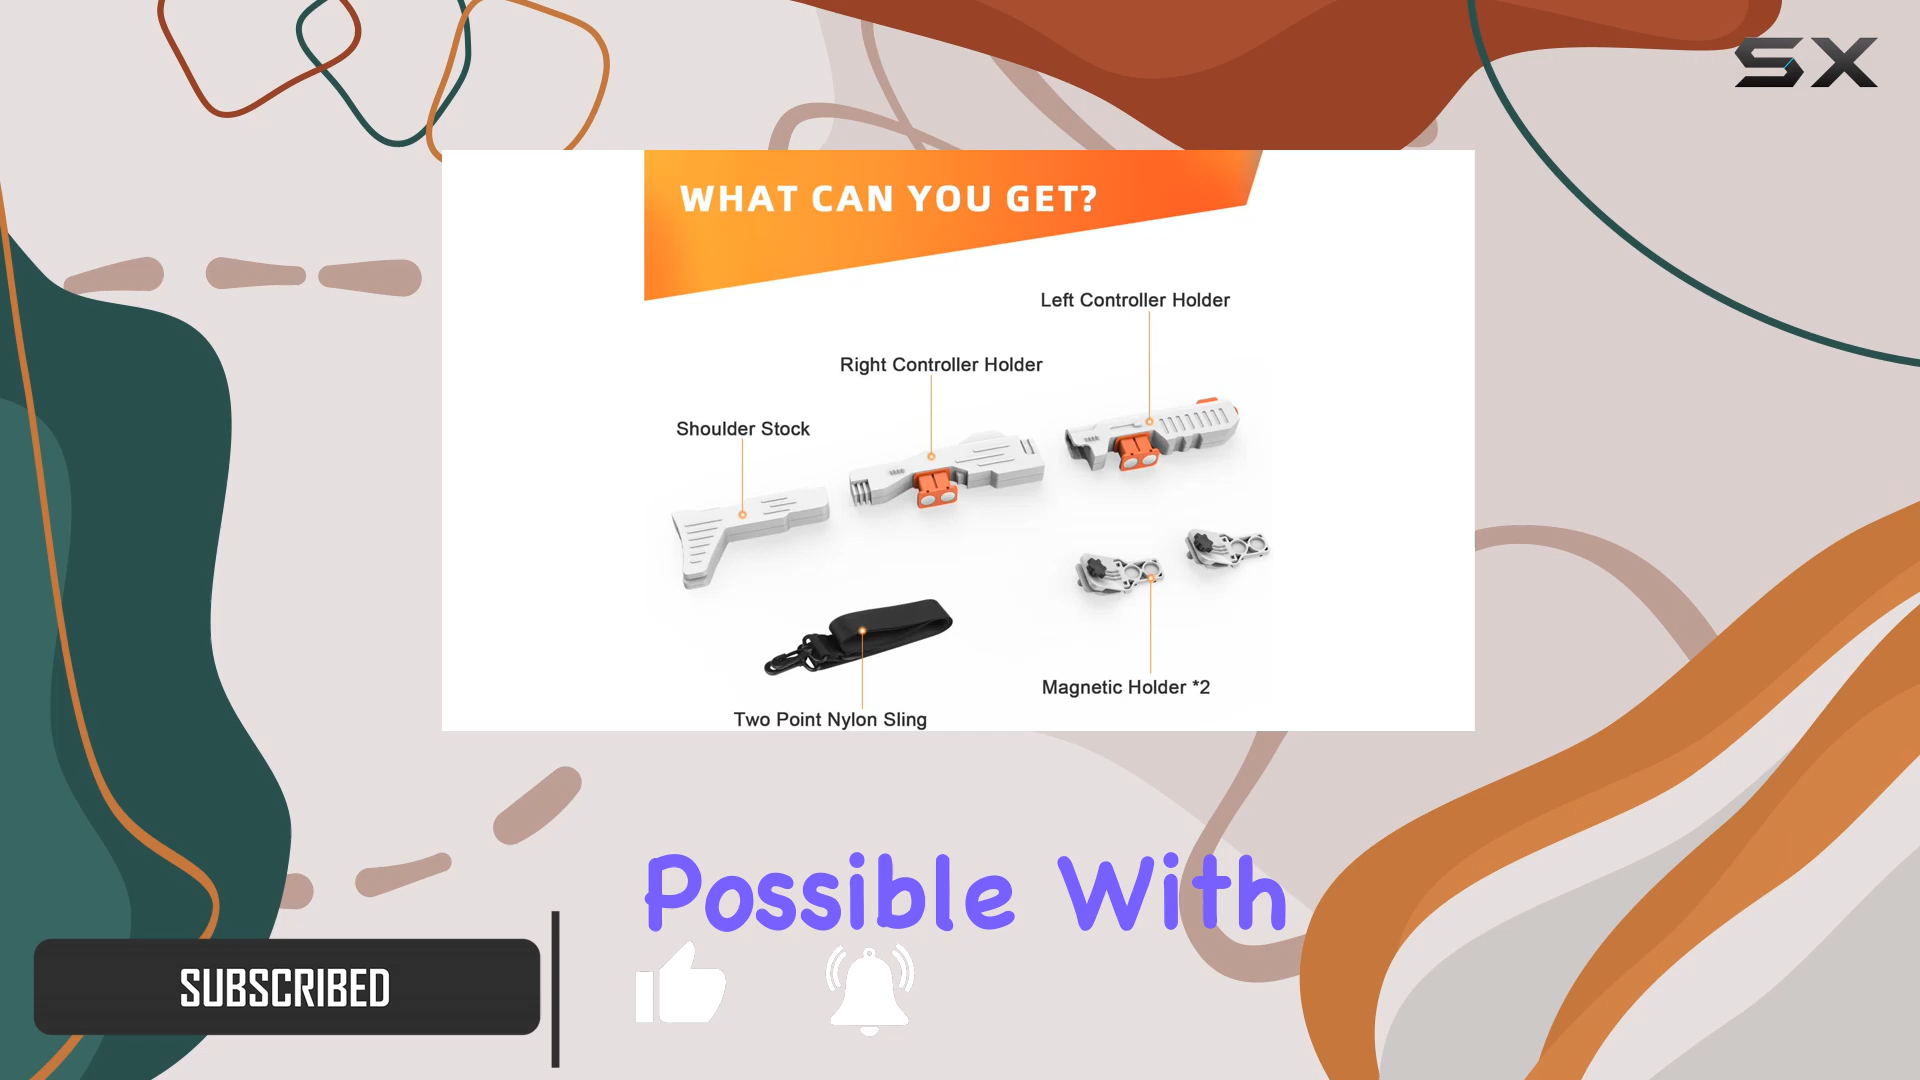 SX
WHAT CAN YOU GET?
Left Controller Holder
Right Controller Holder
Shoulder Stock
Magnetic Holder *2
Two Point Nylon Sling
Possible With
SUBSCRIBED